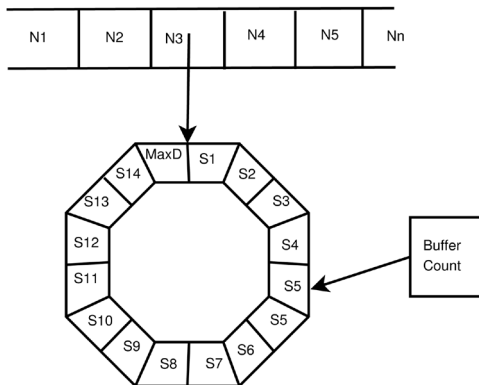 N1 N2 N3 N4 N5 Nn
MaxD S1
S14 S2
S13 S3
S12 S4
S11 S5
S10 S5
S9 S6
S8 S7
Buffer
Count